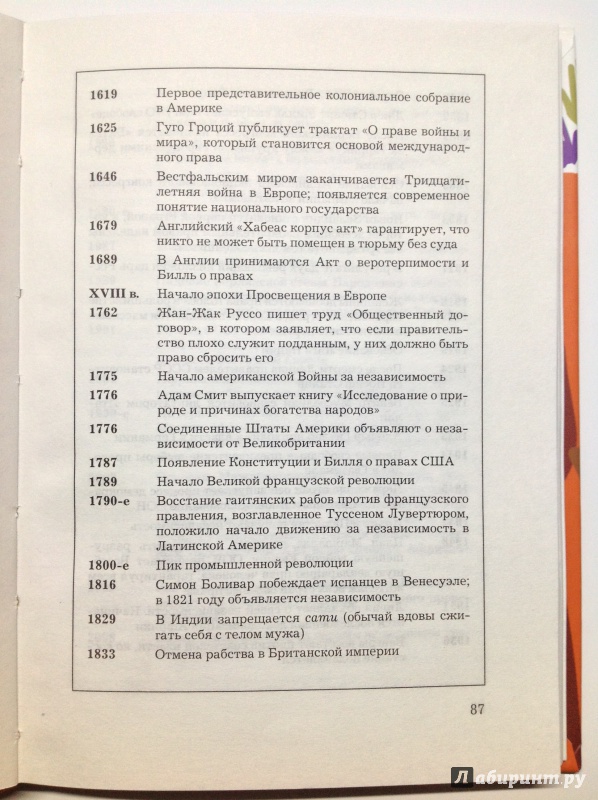 1619 Первое представительное колониальное собрание
в Америке
1625 Гуго Гроций публикует трактат «О праве войны и
мира», который становится основой международ-
ного права
1646 Вестфальским миром заканчивается Тридцати-
летняя война в Европе; появляется современное
понятие национального государства
1679 Английский «Хабеас корпус акт» гарантирует, что
никто не может быть помещен в тюрьму без суда
1689 В Англии принимаются Акт о веротерпимости и
Билль о правах
XVIII в. Начало эпохи Просвещения в Европе
1762 Жан-Жак Руссо пишет труд «Общественный до-
говор», в котором заявляет, что если правитель-
ство плохо служит подданным, у них должно быть
право сбросить его
1775 Начало американской Войны за независимость
1776 Адам Смит выпускает книгу «Исследование о при-
роде и причинах богатства народов»
1776 Соединенные Штаты Америки объявляют о неза-
висимости от Великобритании
1787 Появление Конституции и Билля о правах США
1789 Начало Великой французской революции
1790-е Восстание гаитянских рабов против французского
правления, возглавленное Туссеном Лувертюром,
положило начало движению за независимость в
Латинской Америке
1800-е Пик промышленной революции
1816 Симон Боливар побеждает испанцев в Венесуэле;
в 1821 году объявляется независимость
1829 В Индии запрещается сати (обычай вдовы сжи-
гать себя с телом мужа)
1833 Отмена рабства в Британской империи
87
Лабиринт.ру